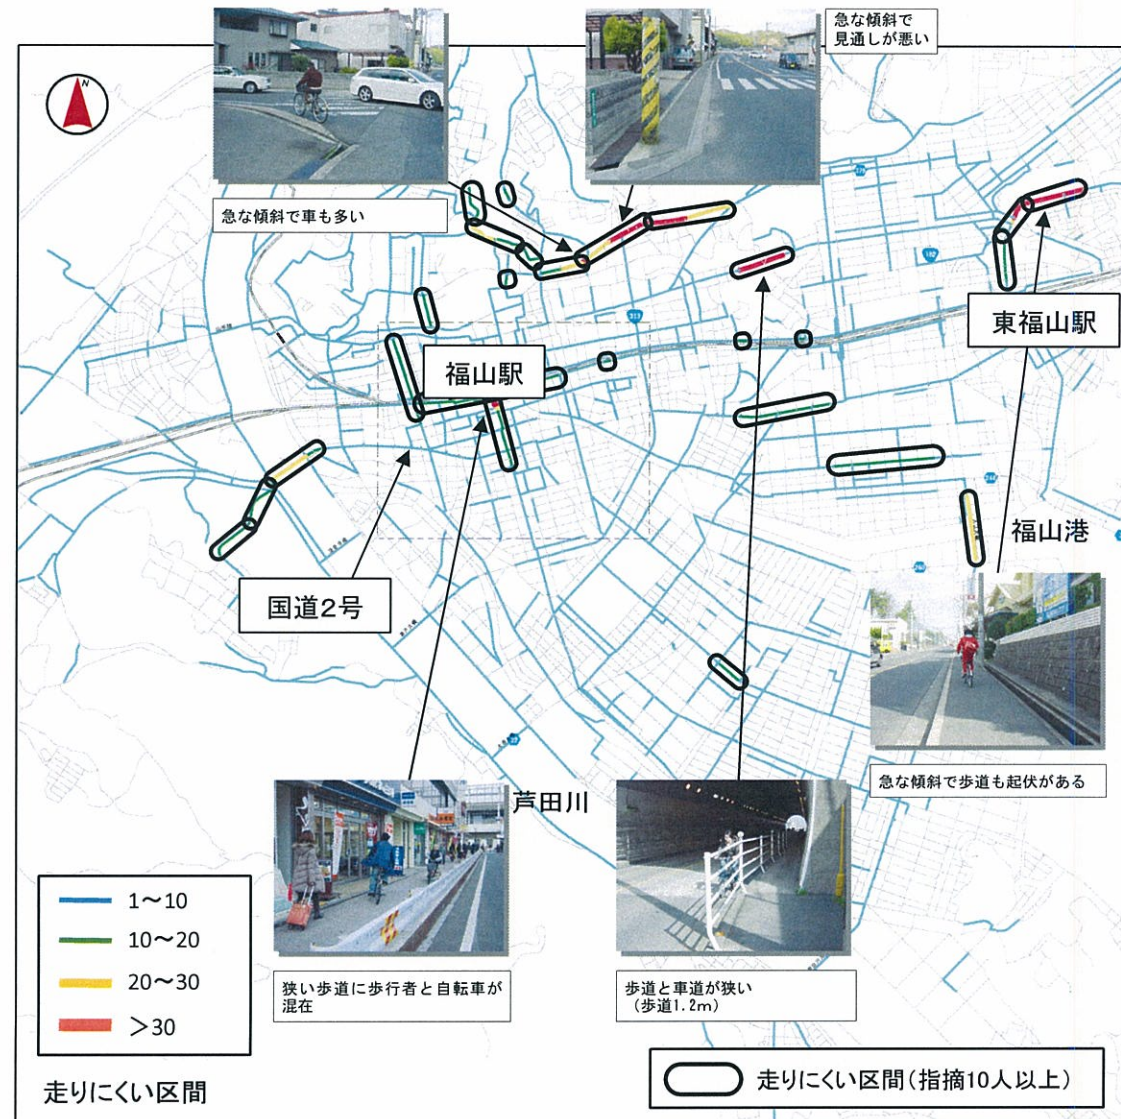 急な傾斜で
見通しが悪い
N
急な傾斜で車も多い
378
182
313
東福山駅
福山駅
福山港
国道2号
芦田川
急な傾斜で歩道も起伏がある
狭い歩道に歩行者と自転車が
混在
歩道と車道が狭い
(歩道1.2m)
1〜10
10〜20
20〜30
>30
走りにくい区間
走りにくい区間(指摘10人以上)